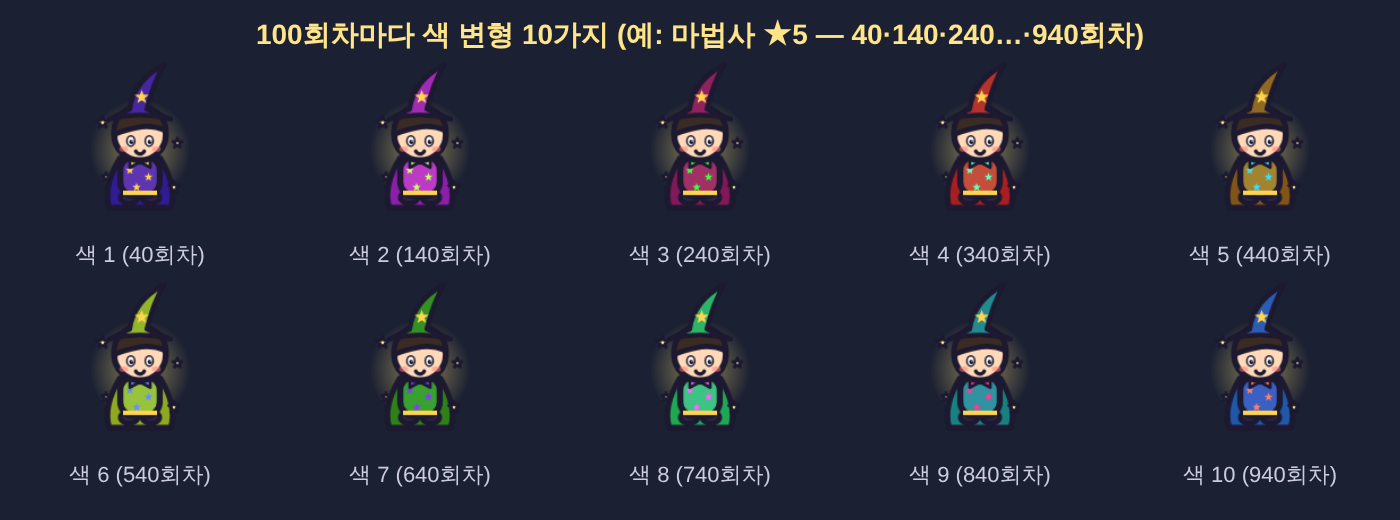 100회차마다 색 변형 10가지 (예: 마법사 ★5 — 40·140·240…·940회차)
색 1 (40회차)
색 2 (140회차)
색 3 (240회차)
색 4 (340회차)
색 5 (440회차)
색 6 (540회차)
색 7 (640회차)
색 8 (740회차)
색 9 (840회차)
색 10 (940회차)